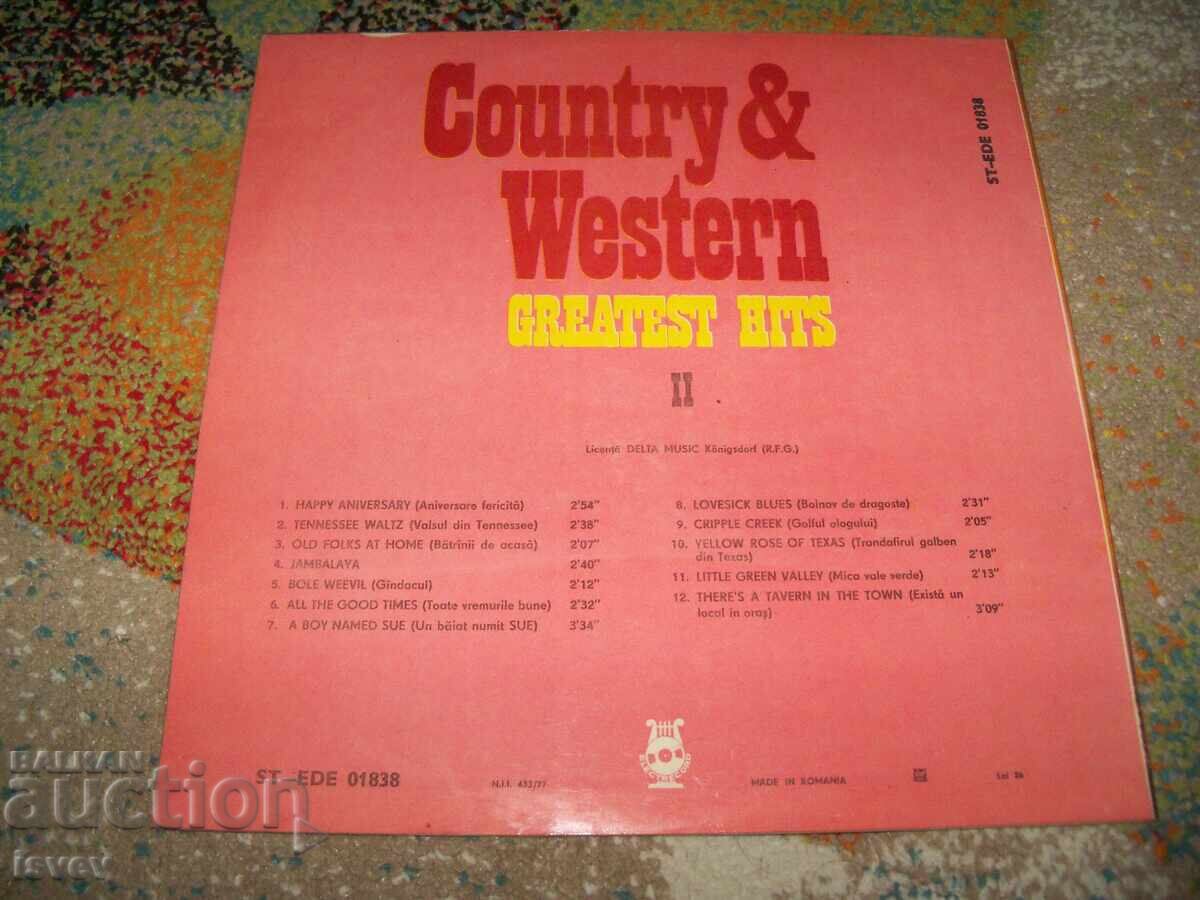 Country &
Western
GREATEST HITS
II
ST-EDE 01838
Licenţă DELTA MUSIC Königsdorf (R.F.G.)
1. HAPPY ANIVERSARY (Aniversare fericită) 2'54"
2. TENNESSEE WALTZ (Valsul din Tennessee) 2'38"
3. OLD FOLKS AT HOME (Bătrînii de acasă) 2'07"
4. JAMBALAYA 2'40"
5. BOLE WEEVIL (Gîndacul) 2'12"
6. ALL THE GOOD TIMES (Toate vremurile bune) 2'32"
7. A BOY NAMED SUE (Un băiat numit SUE) 3'34"
8. LOVESICK BLUES (Bolnav de dragoste) 2'31"
9. CRIPPLE CREEK (Golful ologului) 2'05"
10. YELLOW ROSE OF TEXAS (Trandafirul galben
din Texas) 2'18"
11. LITTLE GREEN VALLEY (Mica vale verde) 2'13"
12. THERE'S A TAVERN IN THE TOWN (Există un
local in oraş) 3'09"
ST-EDE 01838
N.I.I. 433/77
ELECTRECORD
MADE IN ROMANIA
Lei 26
BALKAN
auction
isvev